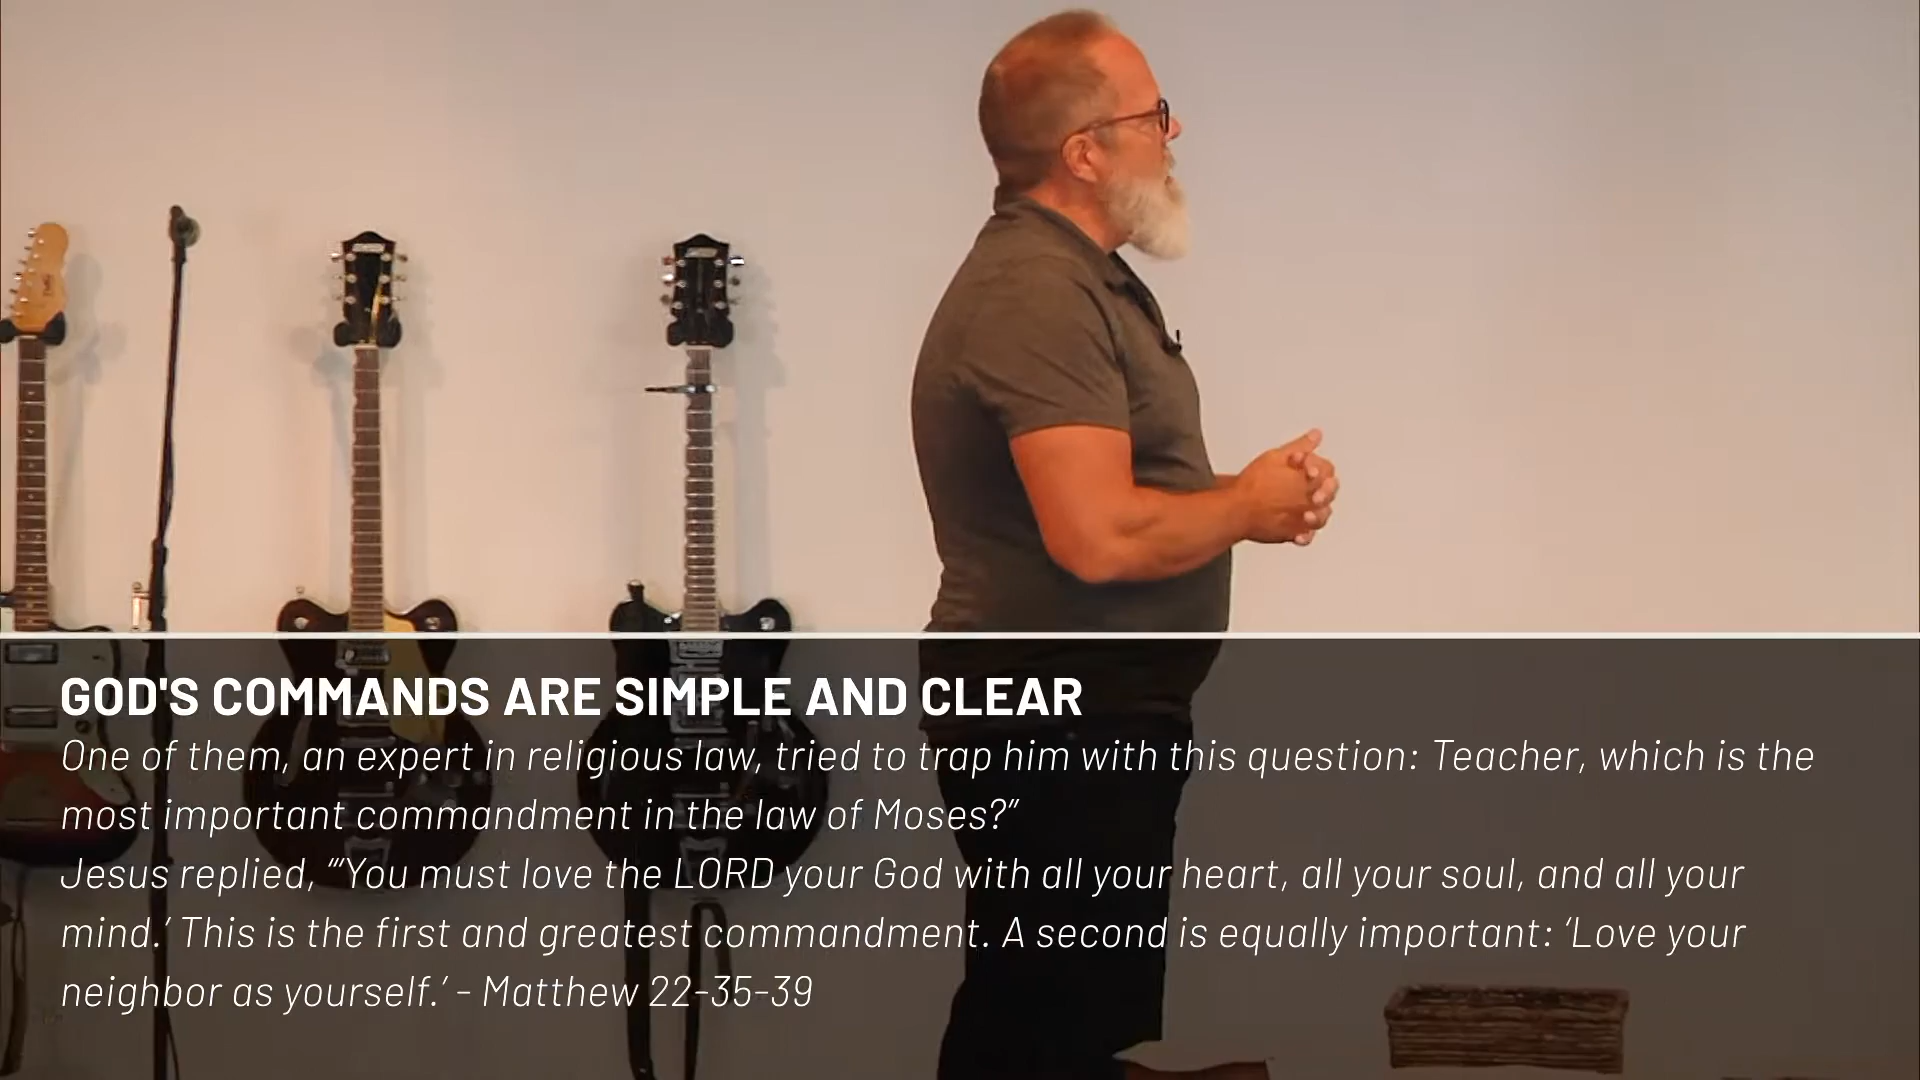 GOD'S COMMANDS ARE SIMPLE AND CLEAR
One of them, an expert in religious law, tried to trap him with this question: Teacher, which is the
most important commandment in the law of Moses?”
Jesus replied, “‘You must love the LORD your God with all your heart, all your soul, and all your
mind.’ This is the first and greatest commandment. A second is equally important: ‘Love your
neighbor as yourself.’ - Matthew 22-35-39